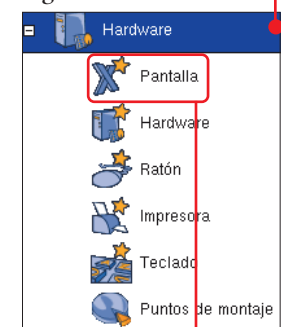 Hardware
Pantalla
Hardware
Ratón
Impresora
Teclado
Puntos de montaje